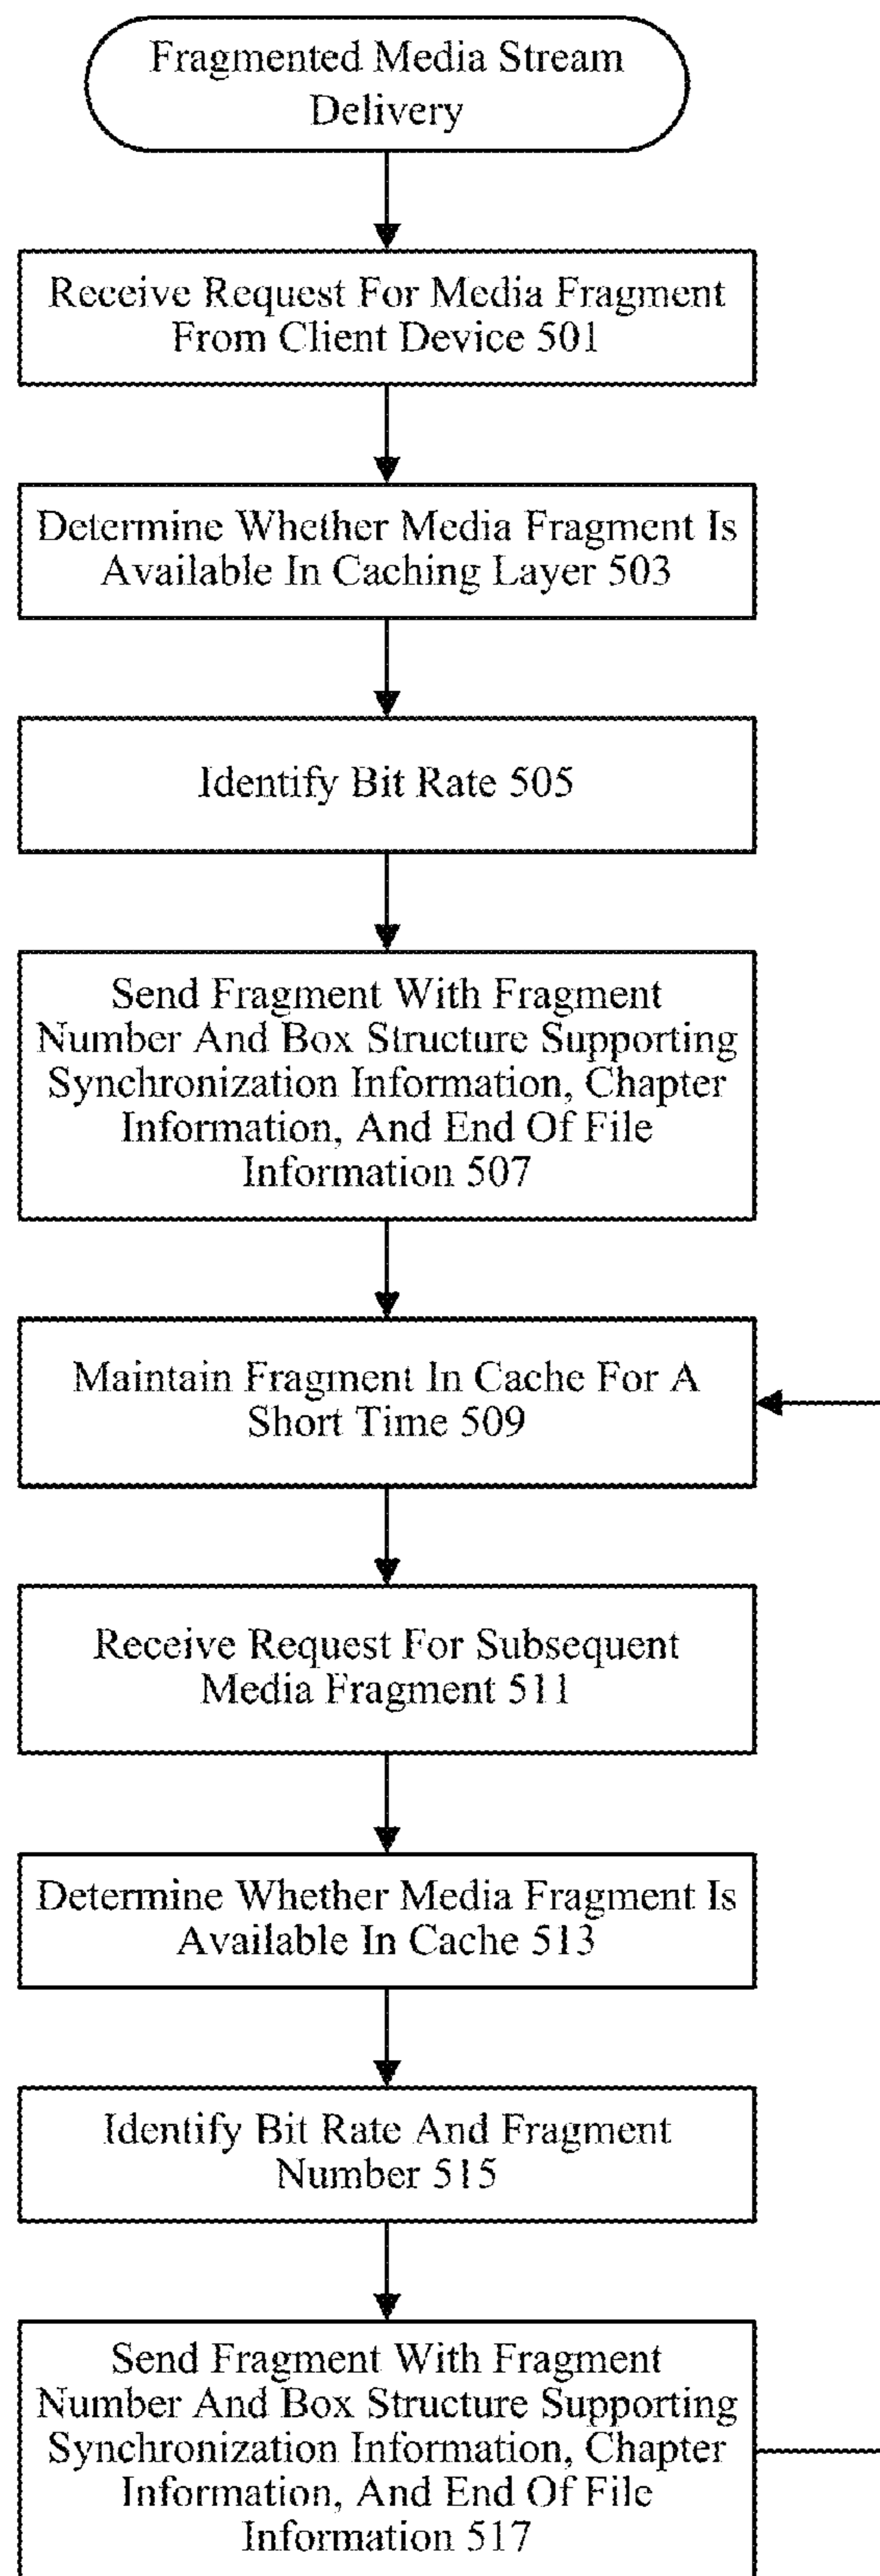 Fragmented Media Stream
Delivery
Receive Request For Media Fragment
From Client Device 501
Determine Whether Media Fragment Is
Available In Caching Layer 503
Identify Bit Rate 505
Send Fragment With Fragment
Number And Box Structure Supporting
Synchronization Information, Chapter
Information, And End Of File
Information 507
Maintain Fragment In Cache For A
Short Time 509
Receive Request For Subsequent
Media Fragment 511
Determine Whether Media Fragment Is
Available In Cache 513
Identify Bit Rate And Fragment
Number 515
Send Fragment With Fragment
Number And Box Structure Supporting
Synchronization Information, Chapter
Information, And End Of File
Information 517